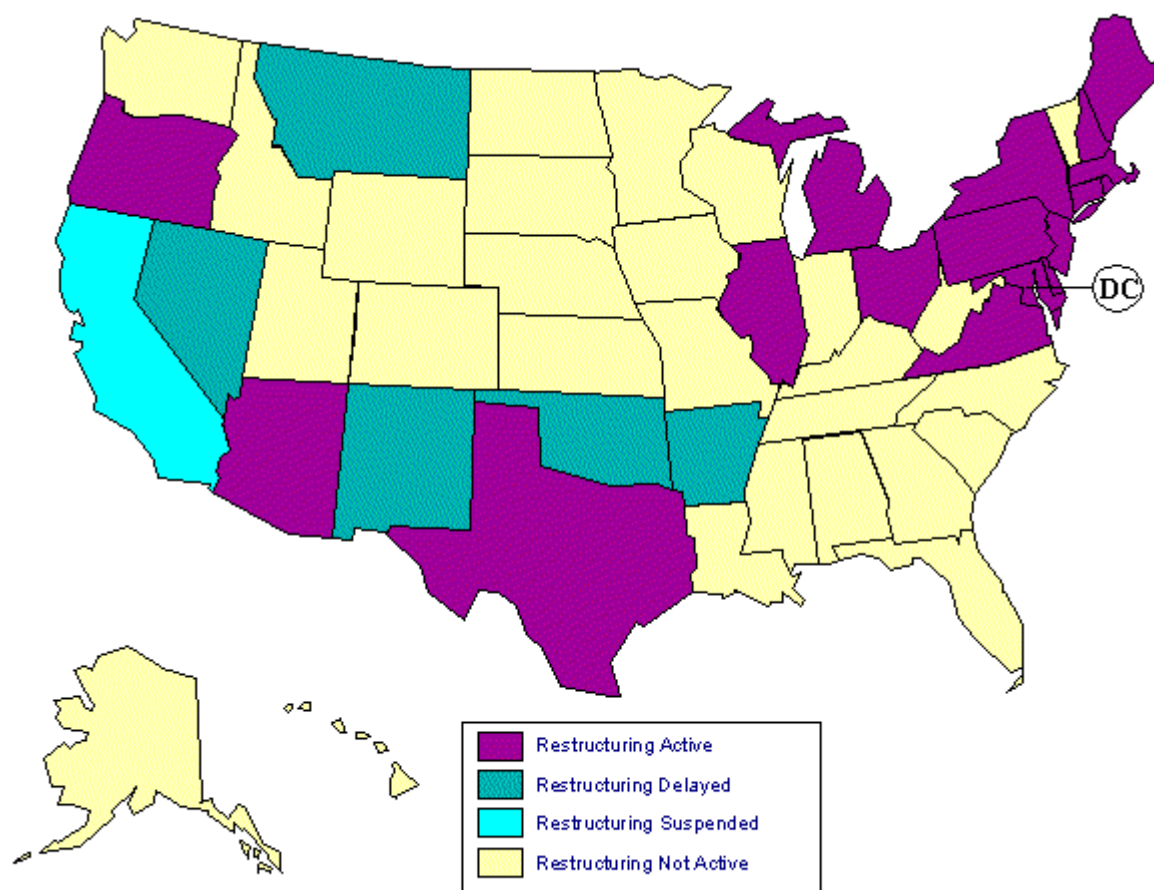 DC
Restructuring Active
Restructuring Delayed
Restructuring Suspended
Restructuring Not Active